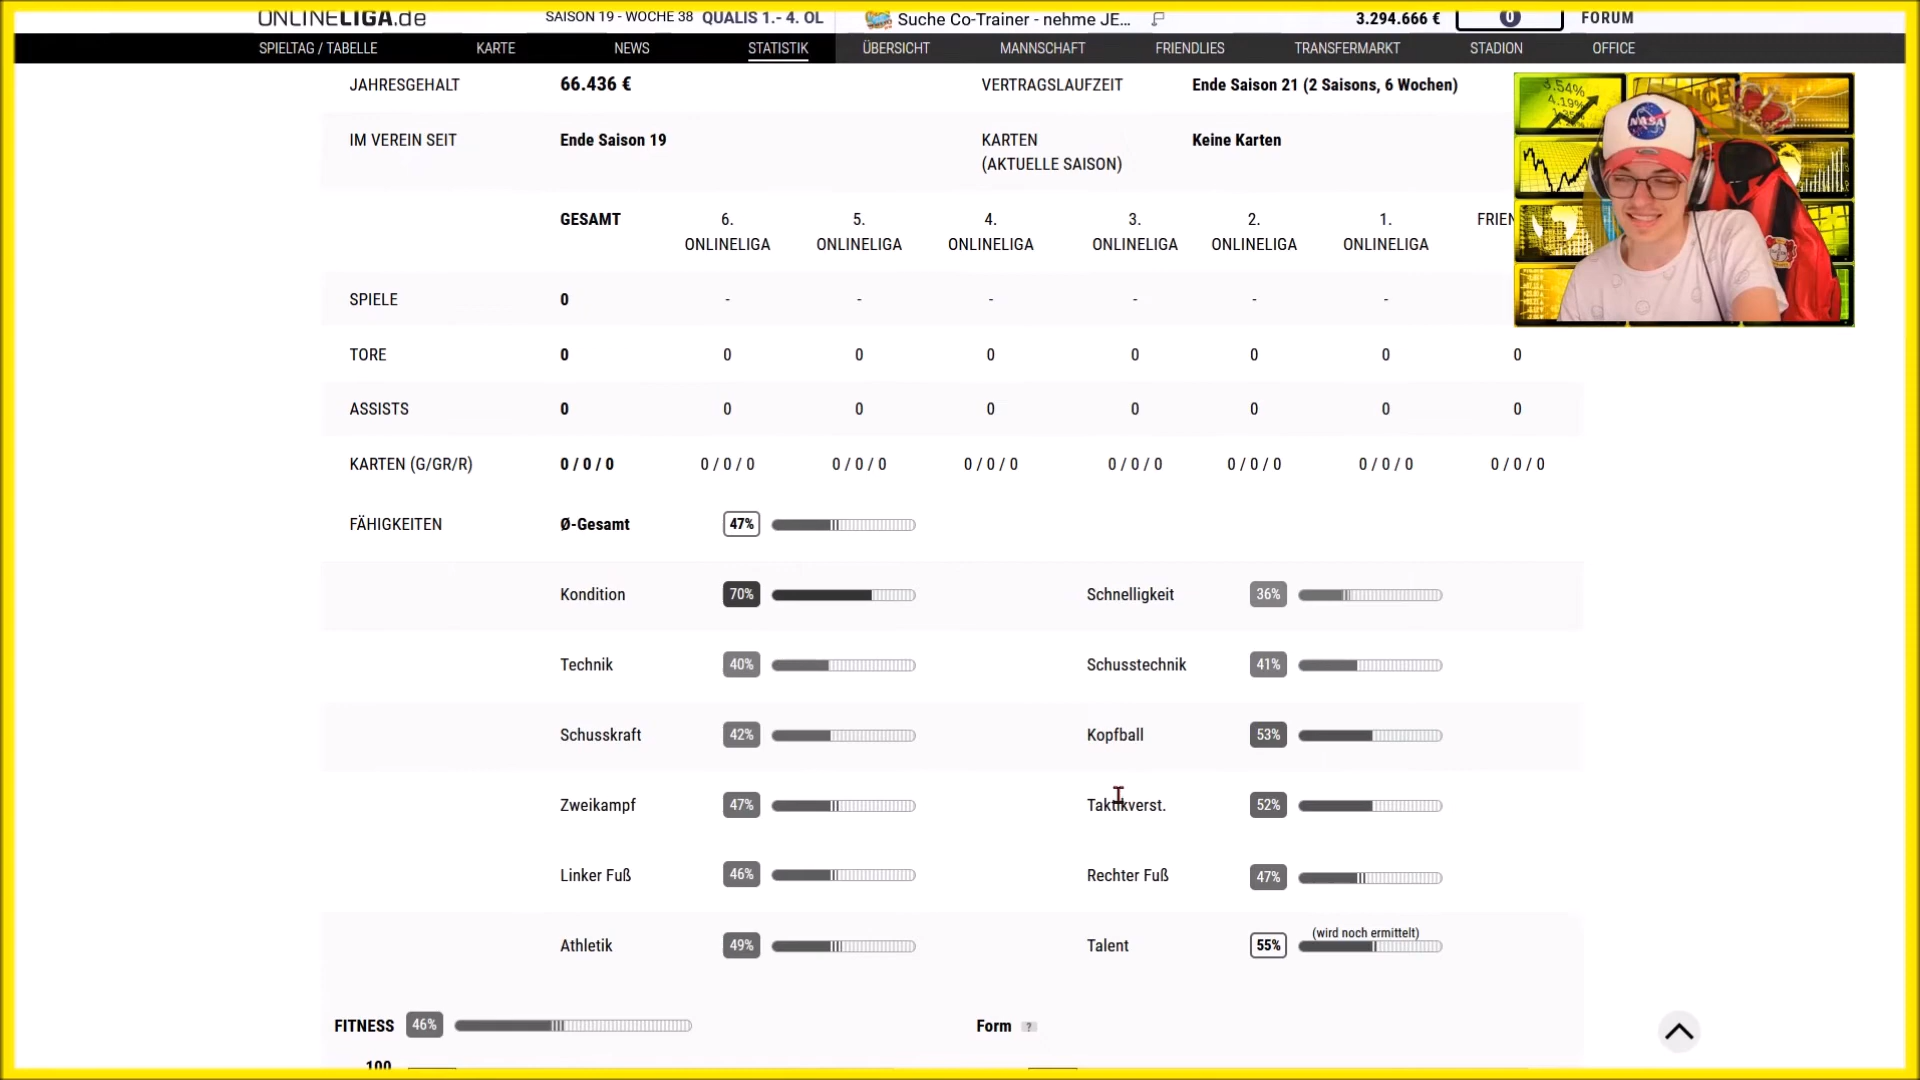 ONLINELIGA.de SAISON 19 - WOCHE 38 QUALIS 1.- 4. OL Suche Co-Trainer - nehme JE... 3.294.666 € 0 FORUM
SPIELTAG / TABELLE KARTE NEWS STATISTIK ÜBERSICHT MANNSCHAFT FRIENDLIES TRANSFERMARKT STADION OFFICE
JAHRESGEHALT 66.436 € VERTRAGSLAUFZEIT Ende Saison 21 (2 Saisons, 6 Wochen)
IM VEREIN SEIT Ende Saison 19 KARTEN Keine Karten
(AKTUELLE SAISON)
3.54%
4.19%
NASA
GESAMT 6. 5. 4. 3. 2. 1. FRIEN
ONLINELIGA ONLINELIGA ONLINELIGA ONLINELIGA ONLINELIGA ONLINELIGA
SPIELE 0 - - - - - -
TORE 0 0 0 0 0 0 0 0
ASSISTS 0 0 0 0 0 0 0 0
KARTEN (G/GR/R) 0 / 0 / 0 0 / 0 / 0 0 / 0 / 0 0 / 0 / 0 0 / 0 / 0 0 / 0 / 0 0 / 0 / 0 0 / 0 / 0
FÄHIGKEITEN Ø-Gesamt 47%
Kondition 70% Schnelligkeit 36%
Technik 40% Schusstechnik 41%
Schusskraft 42% Kopfball 53%
Zweikampf 47% Taktikverst. 52%
Linker Fuß 46% Rechter Fuß 47%
(wird noch ermittelt)
Athletik 49% Talent 55%
FITNESS 46% Form ?
100